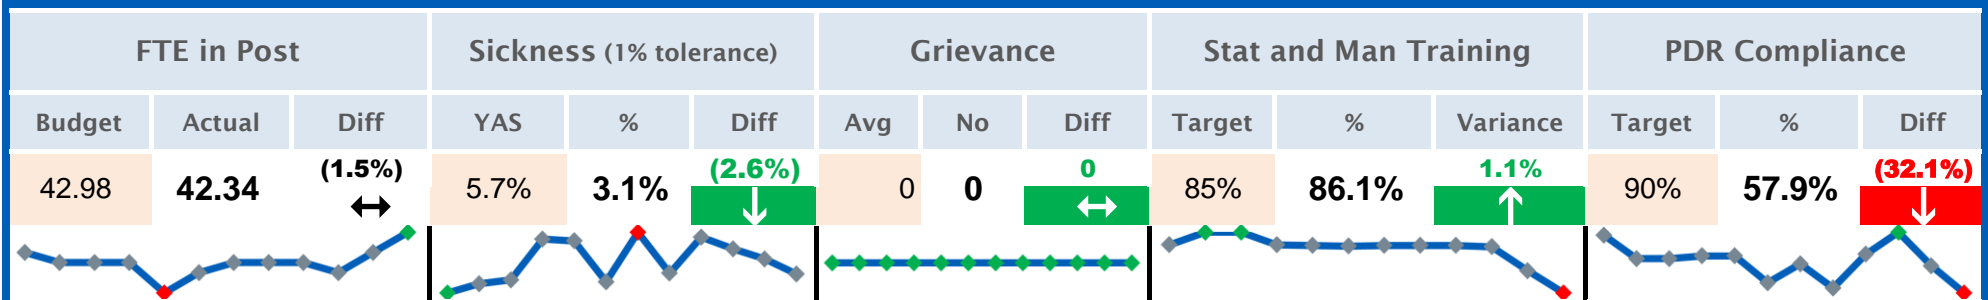 FTE in Post Sickness (1% tolerance) Grievance Stat and Man Training PDR Compliance
Budget Actual Diff YAS % Diff Avg No Diff Target % Variance Target % Diff
42.98 42.34 (1.5%) 5.7% 3.1% (2.6%) 0 0 0 85% 86.1% 1.1% 90% 57.9% (32.1%)